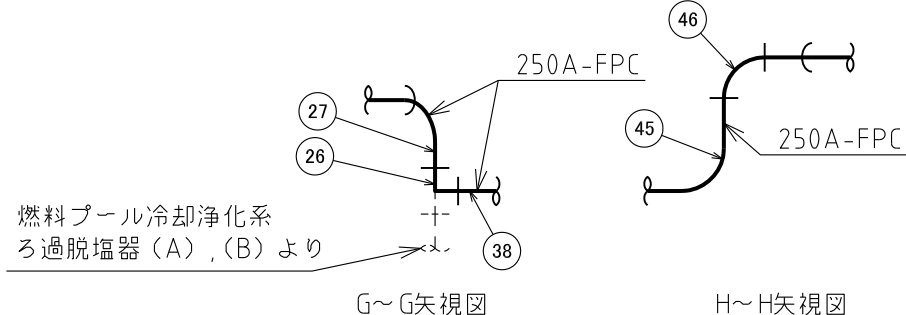 46
250A-FPC
27
45
250A-FPC
26
燃料プール冷却浄化系
ろ過脱塩器(A),(B)より
38
G～G矢視図
H～H矢視図